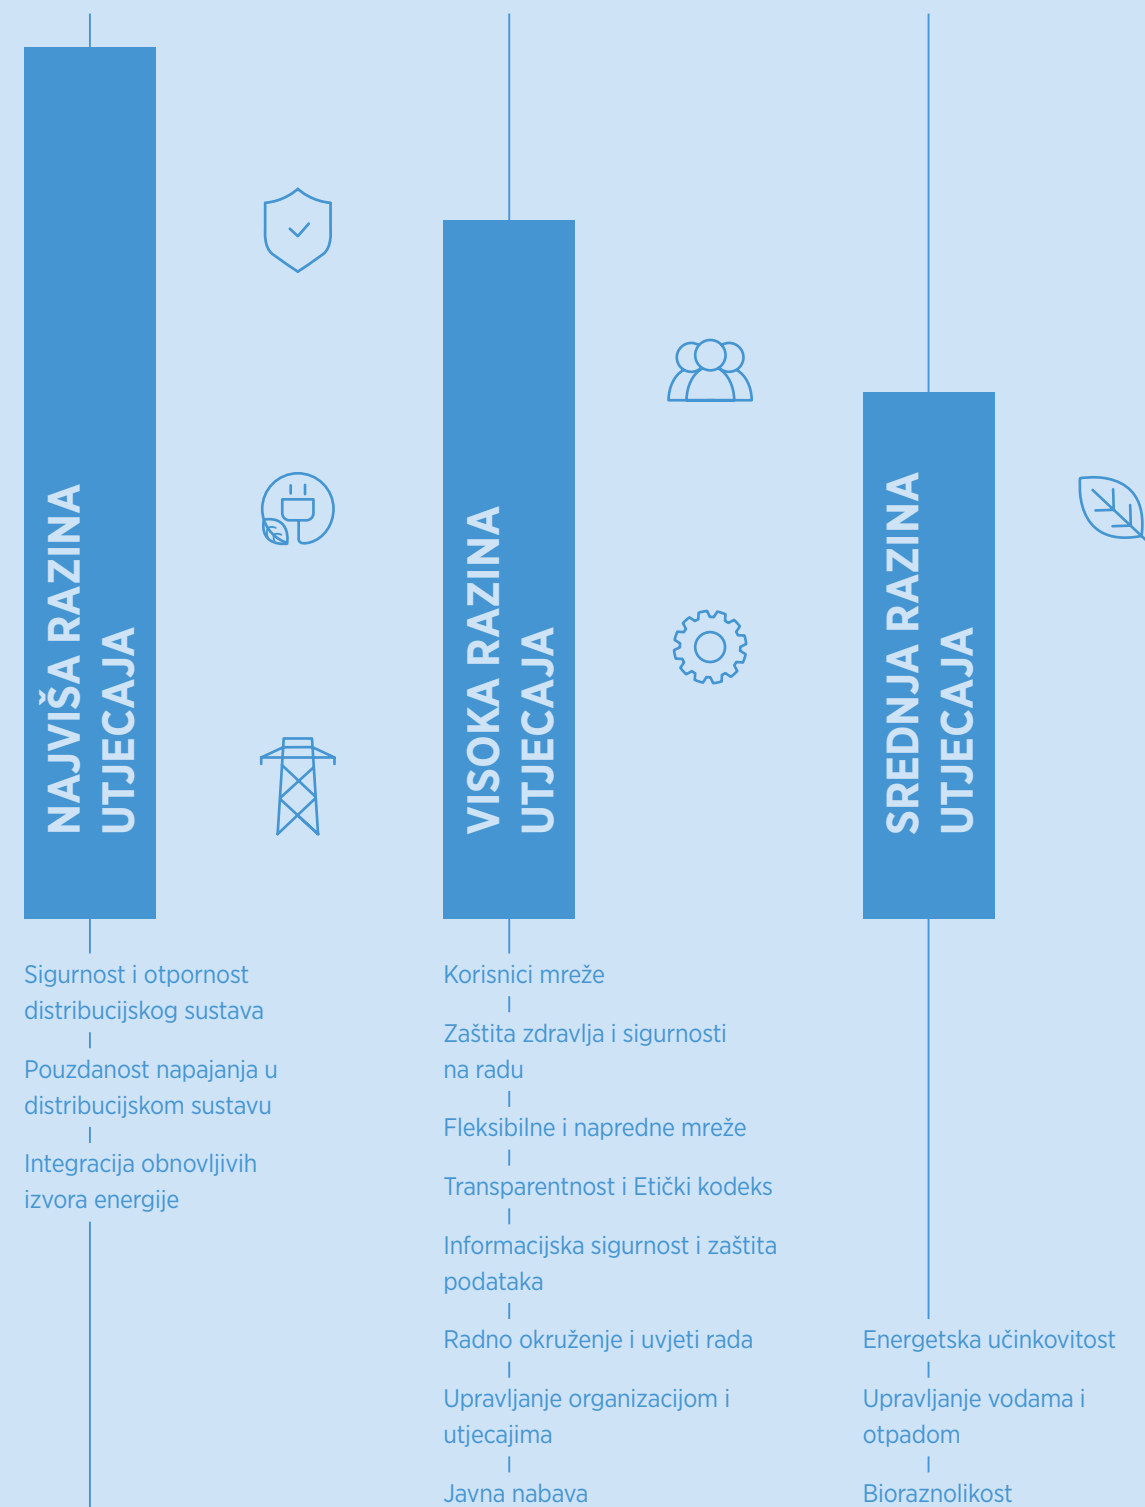 NAJVIŠA RAZINA
UTJECAJA
Sigurnost i otpornost
distribucijskog sustava
Pouzdanost napajanja u
distribucijskom sustavu
Integracija obnovljivih
izvora energije
VISOKA RAZINA
UTJECAJA
Korisnici mreže
Zaštita zdravlja i sigurnosti
na radu
Fleksibilne i napredne mreže
Transparentnost i Etički kodeks
Informacijska sigurnost i zaštita
podataka
Radno okruženje i uvjeti rada
Upravljanje organizacijom i
utjecajima
Javna nabava
SREDNJA RAZINA
UTJECAJA
Energetska učinkovitost
Upravljanje vodama i
otpadom
Bioraznolikost